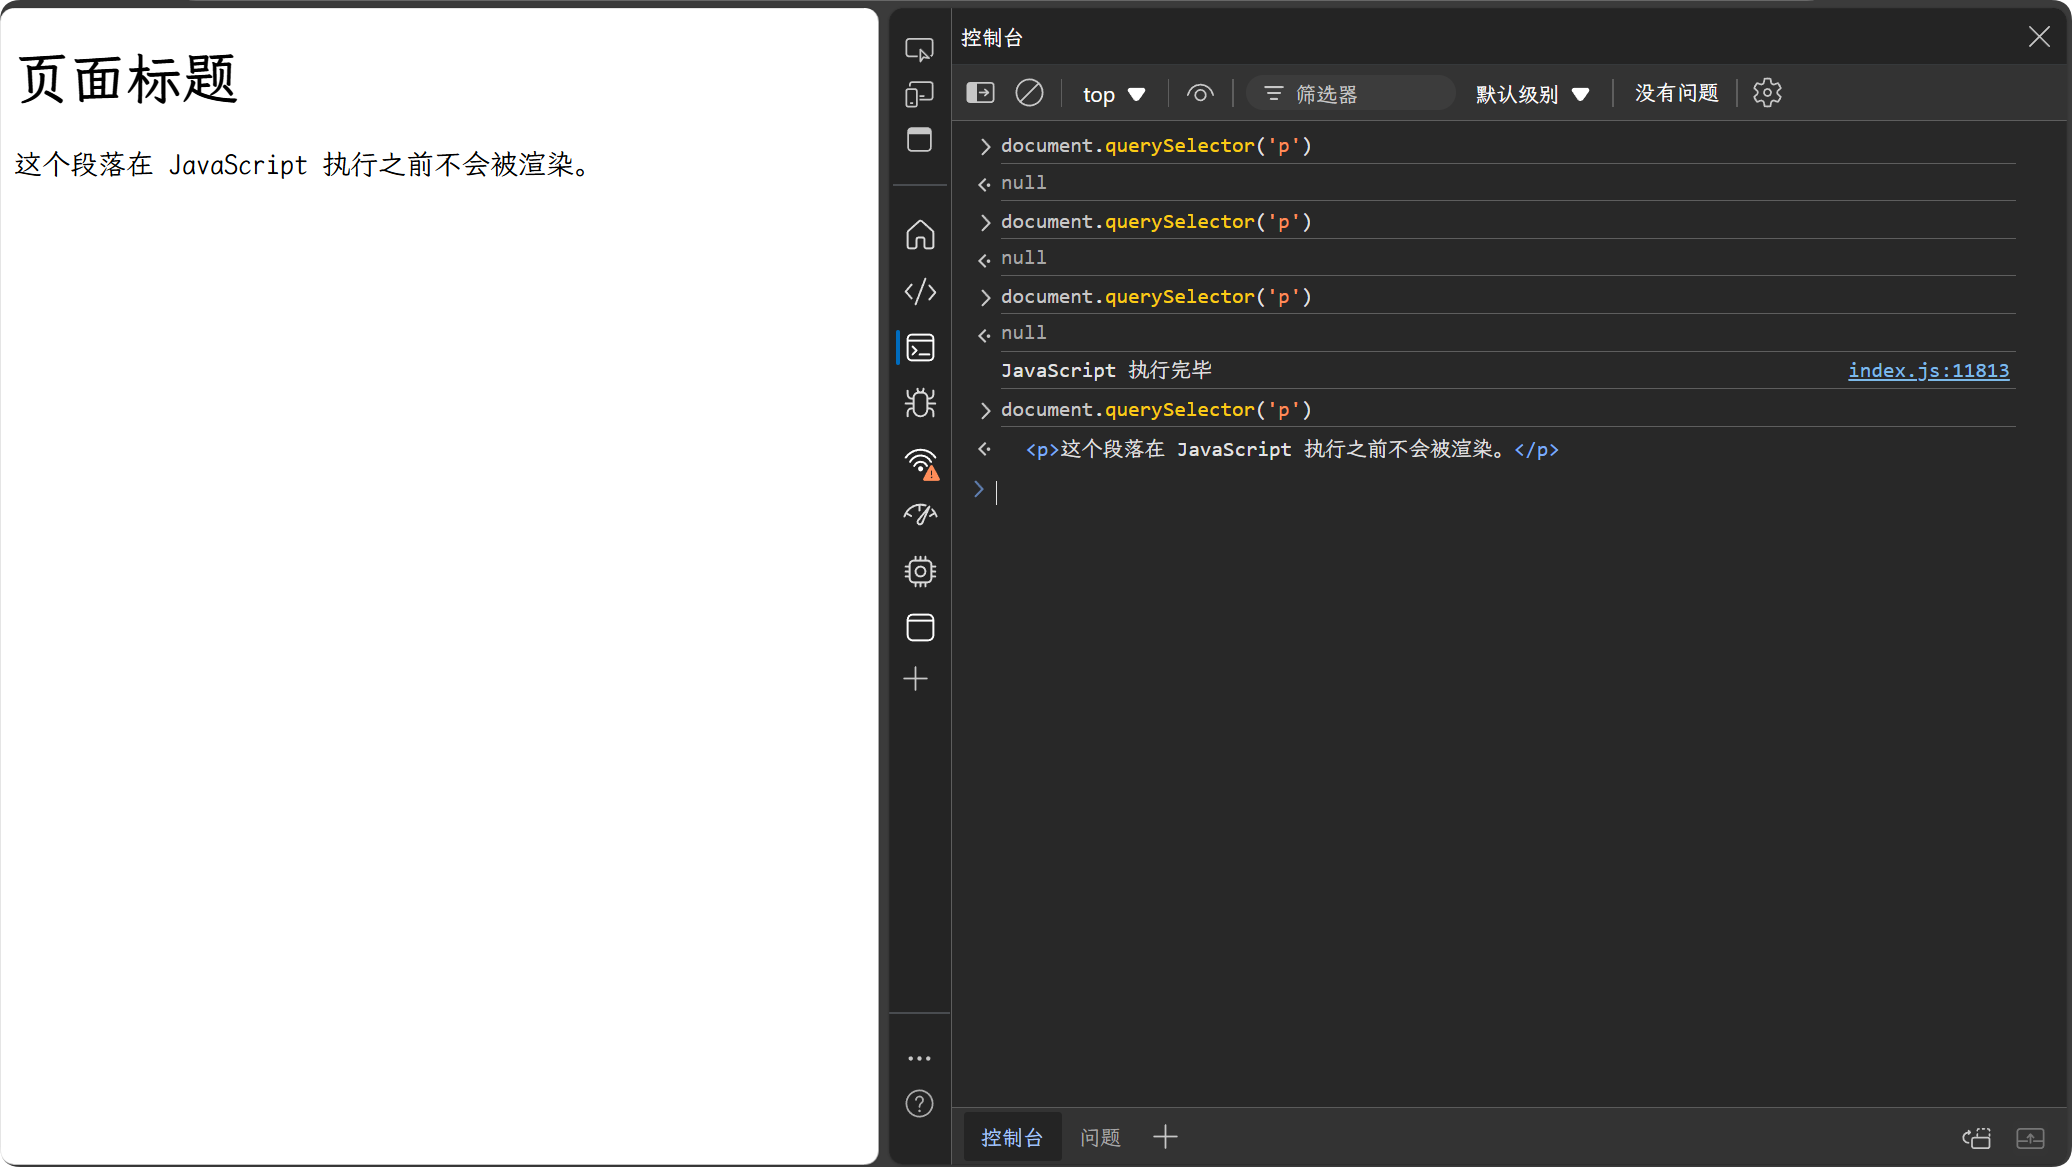 页面标题
这个段落在 JavaScript 执行之前不会被渲染。
控制台
top 筛选器 默认级别 没有问题
document.querySelector('p')
null
document.querySelector('p')
null
document.querySelector('p')
null
JavaScript 执行完毕 index.js:11813
document.querySelector('p')
<p>这个段落在 JavaScript 执行之前不会被渲染。</p>
控制台 问题